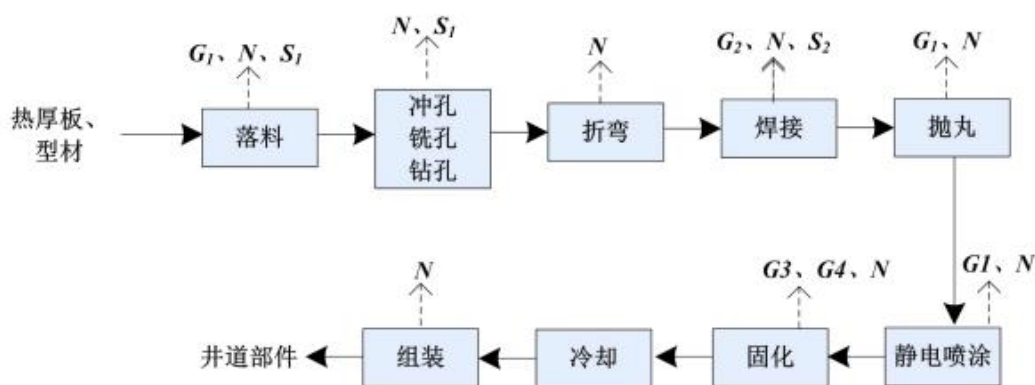 G₁、N、S₁
N、S₁
N
G₂、N、S₂
G₁、N
热厚板、
型材
落料
冲孔
铣孔
钻孔
折弯
焊接
抛丸
N
G3、G4、N
G1、N
井道部件
组装
冷却
固化
静电喷涂